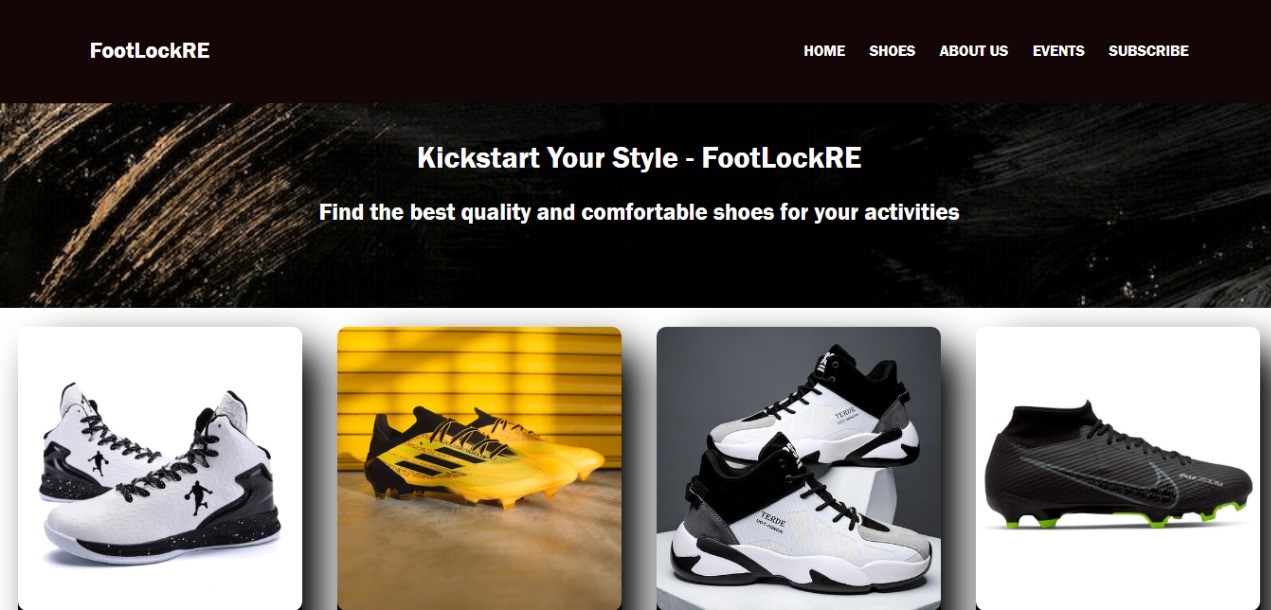 FootLockRE
HOME SHOES ABOUT US EVENTS SUBSCRIBE
Kickstart Your Style - FootLockRE
Find the best quality and comfortable shoes for your activities
TERDE
TERDE